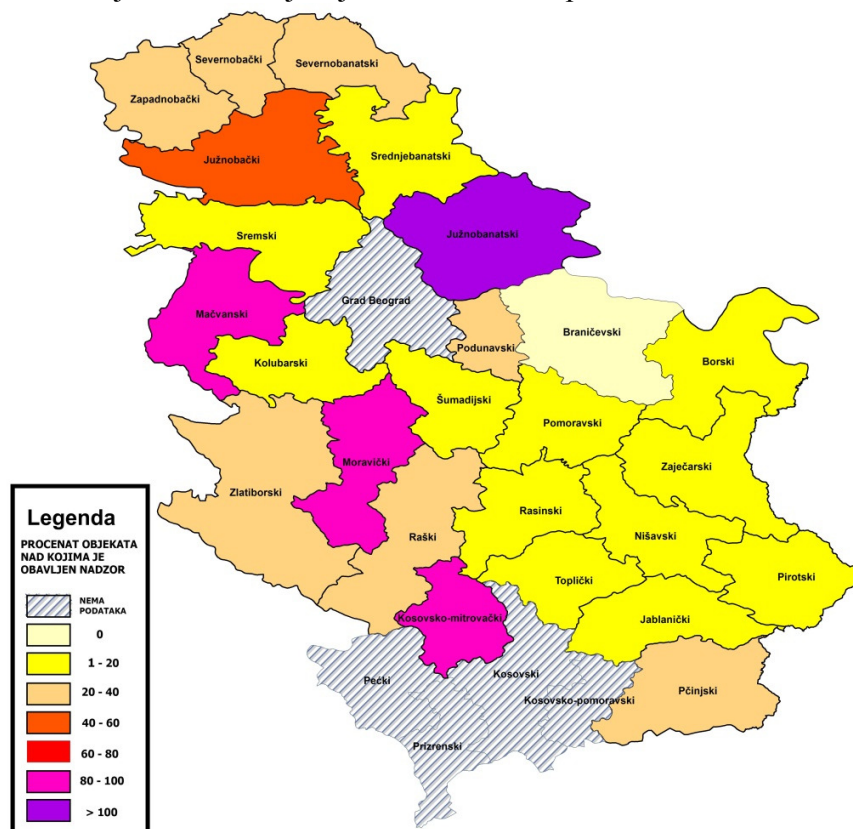 Severnobački
Severnobanatski
Zapadnobački
Južnobački
Srednjebanatski
Sremski
Južnobanatski
Mačvanski
Grad Beograd
Podunavski
Braničevski
Kolubarski
Borski
Šumadijski
Pomoravski
Moravički
Zaječarski
Zlatiborski
Rasinski
Raški
Nišavski
Toplički
Pirotski
Kosovsko-mitrovački
Jablanički
Pećki
Kosovski
Kosovsko-pomoravski
Pčinjski
Prizrenski
Legenda
PROCENAT OBJEKATA
NAD KOJIMA JE
OBAVLJEN NADZOR
NEMA
PODATAKA
0
1 - 20
20 - 40
40 - 60
60 - 80
80 - 100
> 100